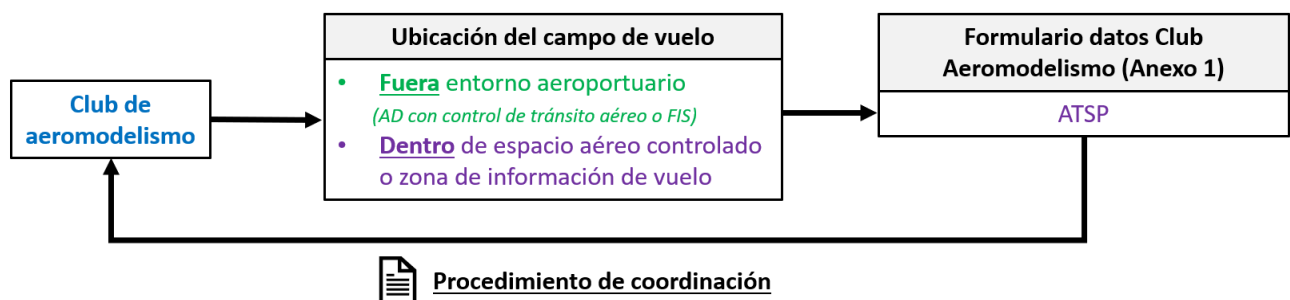 Club de
aeromodelismo
Ubicación del campo de vuelo
• Fuera entorno aeroportuario
(AD con control de tránsito aéreo o FIS)
• Dentro de espacio aéreo controlado
o zona de información de vuelo
Formulario datos Club
Aeromodelismo (Anexo 1)
ATSP
Procedimiento de coordinación